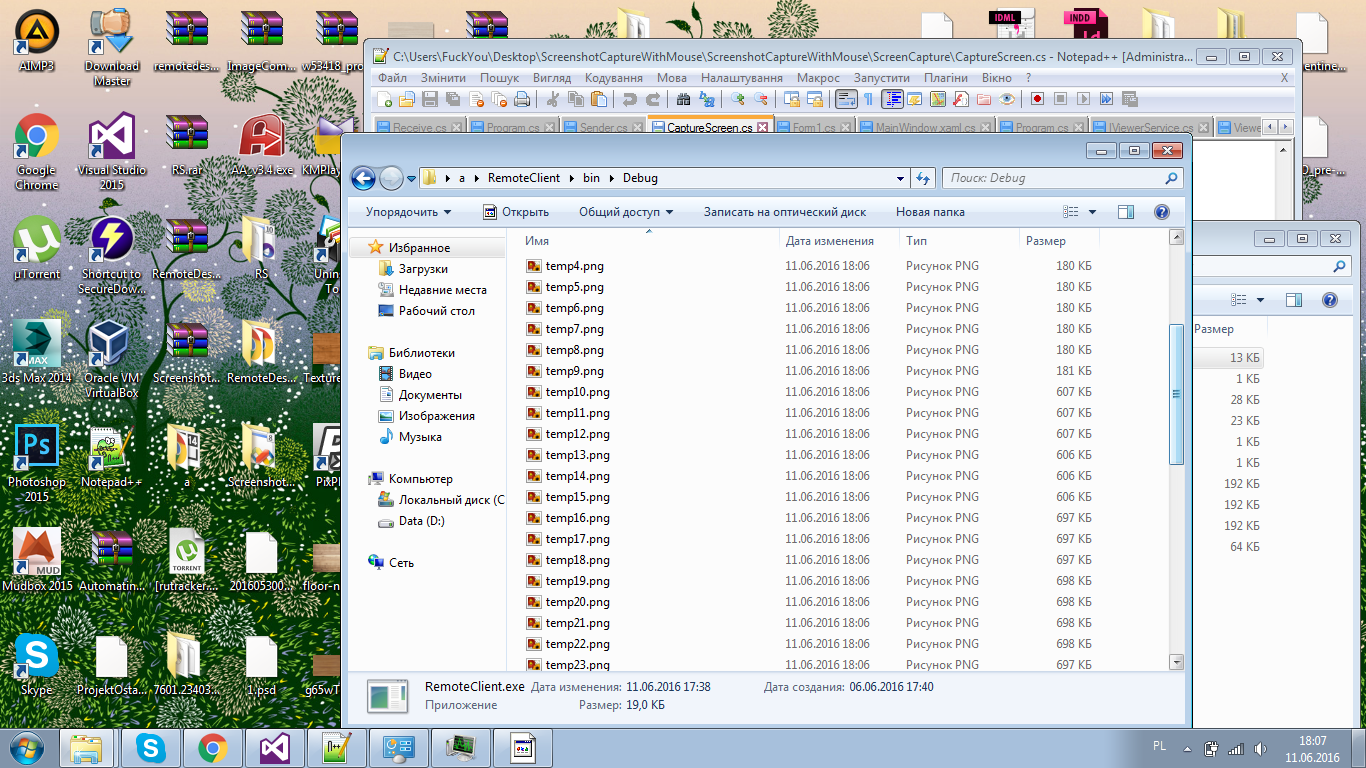 AIMP3
Download
Master
remotedes...
ImageCom...
w53418_pro
IDML
INDD
entine...
Google
Chrome
Visual Studio
2015
RS.rar
AA_v3.4.exe
KMPlay
µTorrent
Shortcut to
SecureDow...
RemoteDes...
RS
Unin
To
3ds Max 2014
Oracle VM
VirtualBox
Screenshot...
RemoteDes...
Texture
Photoshop
2015
Notepad++
a
Screenshot...
PixPl
Mudbox 2015
Automatin...
[rutracker....
201605300...
floor-n
Skype
ProjektOsta...
7601.23403...
1.psd
g65wT
C:\Users\FuckYou\Desktop\ScreenshotCaptureWithMouse\ScreenshotCaptureWithMouse\ScreenCapture\CaptureScreen.cs - Notepad++ [Administra...
Файл Змінити Пошук Вигляд Кодування Мова Налаштування Макрос Запустити Плагіни Вікно ? X
Receive.cs Program.cs Sender.cs CaptureScreen.cs Form1.cs MainWindow.xaml.cs Program.cs IViewerService.cs Viewe
a RemoteClient bin Debug
Поиск: Debug
Упорядочить Открыть Общий доступ Записать на оптический диск Новая папка
Избранное
Загрузки
Недавние места
Рабочий стол
Библиотеки
Видео
Документы
Изображения
Музыка
Компьютер
Локальный диск (C
Data (D:)
Сеть
Имя Дата изменения Тип Размер
temp4.png 11.06.2016 18:06 Рисунок PNG 180 КБ
temp5.png 11.06.2016 18:06 Рисунок PNG 180 КБ
temp6.png 11.06.2016 18:06 Рисунок PNG 180 КБ
temp7.png 11.06.2016 18:06 Рисунок PNG 180 КБ
temp8.png 11.06.2016 18:06 Рисунок PNG 180 КБ
temp9.png 11.06.2016 18:06 Рисунок PNG 181 КБ
temp10.png 11.06.2016 18:06 Рисунок PNG 607 КБ
temp11.png 11.06.2016 18:06 Рисунок PNG 607 КБ
temp12.png 11.06.2016 18:06 Рисунок PNG 607 КБ
temp13.png 11.06.2016 18:06 Рисунок PNG 606 КБ
temp14.png 11.06.2016 18:06 Рисунок PNG 606 КБ
temp15.png 11.06.2016 18:06 Рисунок PNG 606 КБ
temp16.png 11.06.2016 18:06 Рисунок PNG 697 КБ
temp17.png 11.06.2016 18:06 Рисунок PNG 697 КБ
temp18.png 11.06.2016 18:06 Рисунок PNG 697 КБ
temp19.png 11.06.2016 18:06 Рисунок PNG 698 КБ
temp20.png 11.06.2016 18:06 Рисунок PNG 698 КБ
temp21.png 11.06.2016 18:06 Рисунок PNG 698 КБ
temp22.png 11.06.2016 18:06 Рисунок PNG 698 КБ
temp23.png 11.06.2016 18:06 Рисунок PNG 697 КБ
RemoteClient.exe Дата изменения: 11.06.2016 17:38 Дата создания: 06.06.2016 17:40
Приложение Размер: 19,0 КБ
Размер
13 КБ
1 КБ
28 КБ
23 КБ
1 КБ
1 КБ
192 КБ
192 КБ
192 КБ
64 КБ
PL
18:07
11.06.2016